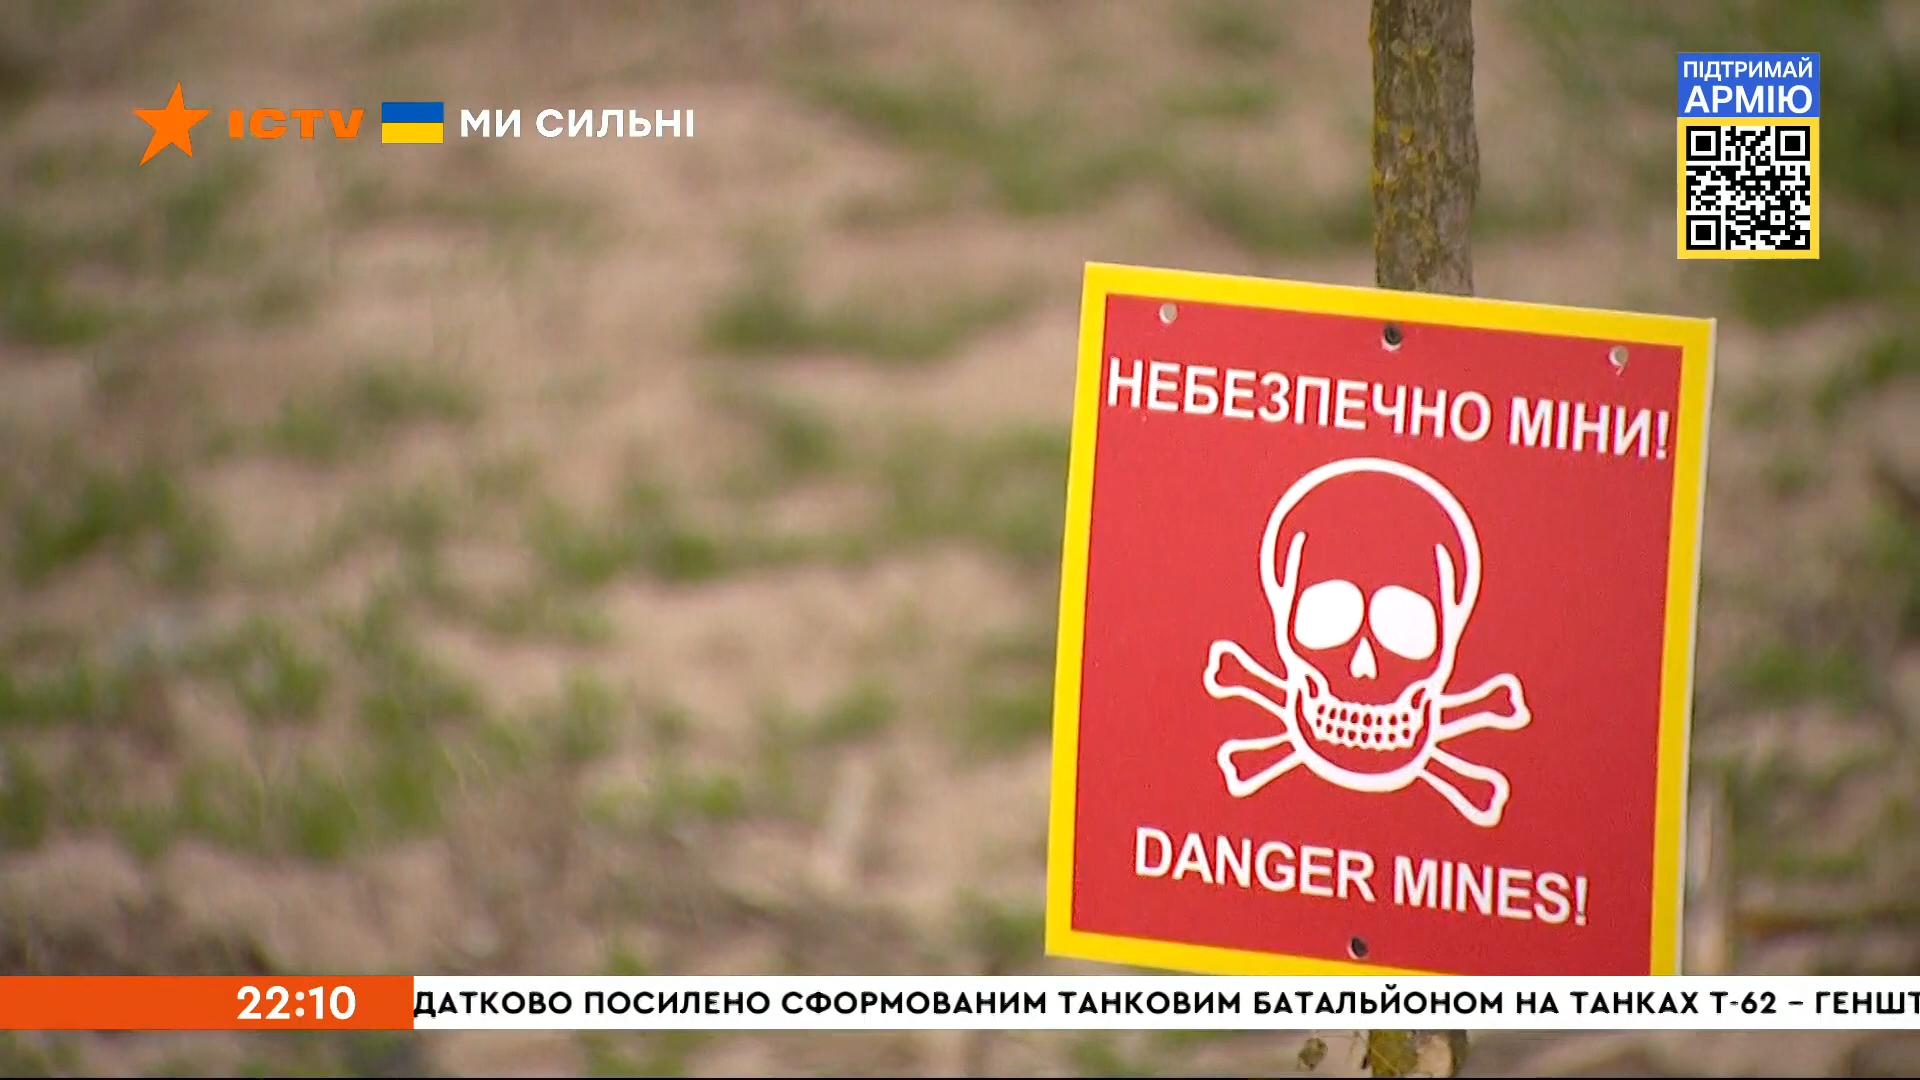 ICTV МИ СИЛЬНІ
ПІДТРИМАЙ
АРМІЮ
НЕБЕЗПЕЧНО МІНИ!
DANGER MINES!
22:10 ДАТКОВО ПОСИЛЕНО СФОРМОВАНИМ ТАНКОВИМ БАТАЛЬЙОНОМ НА ТАНКАХ Т-62 – ГЕНШТ